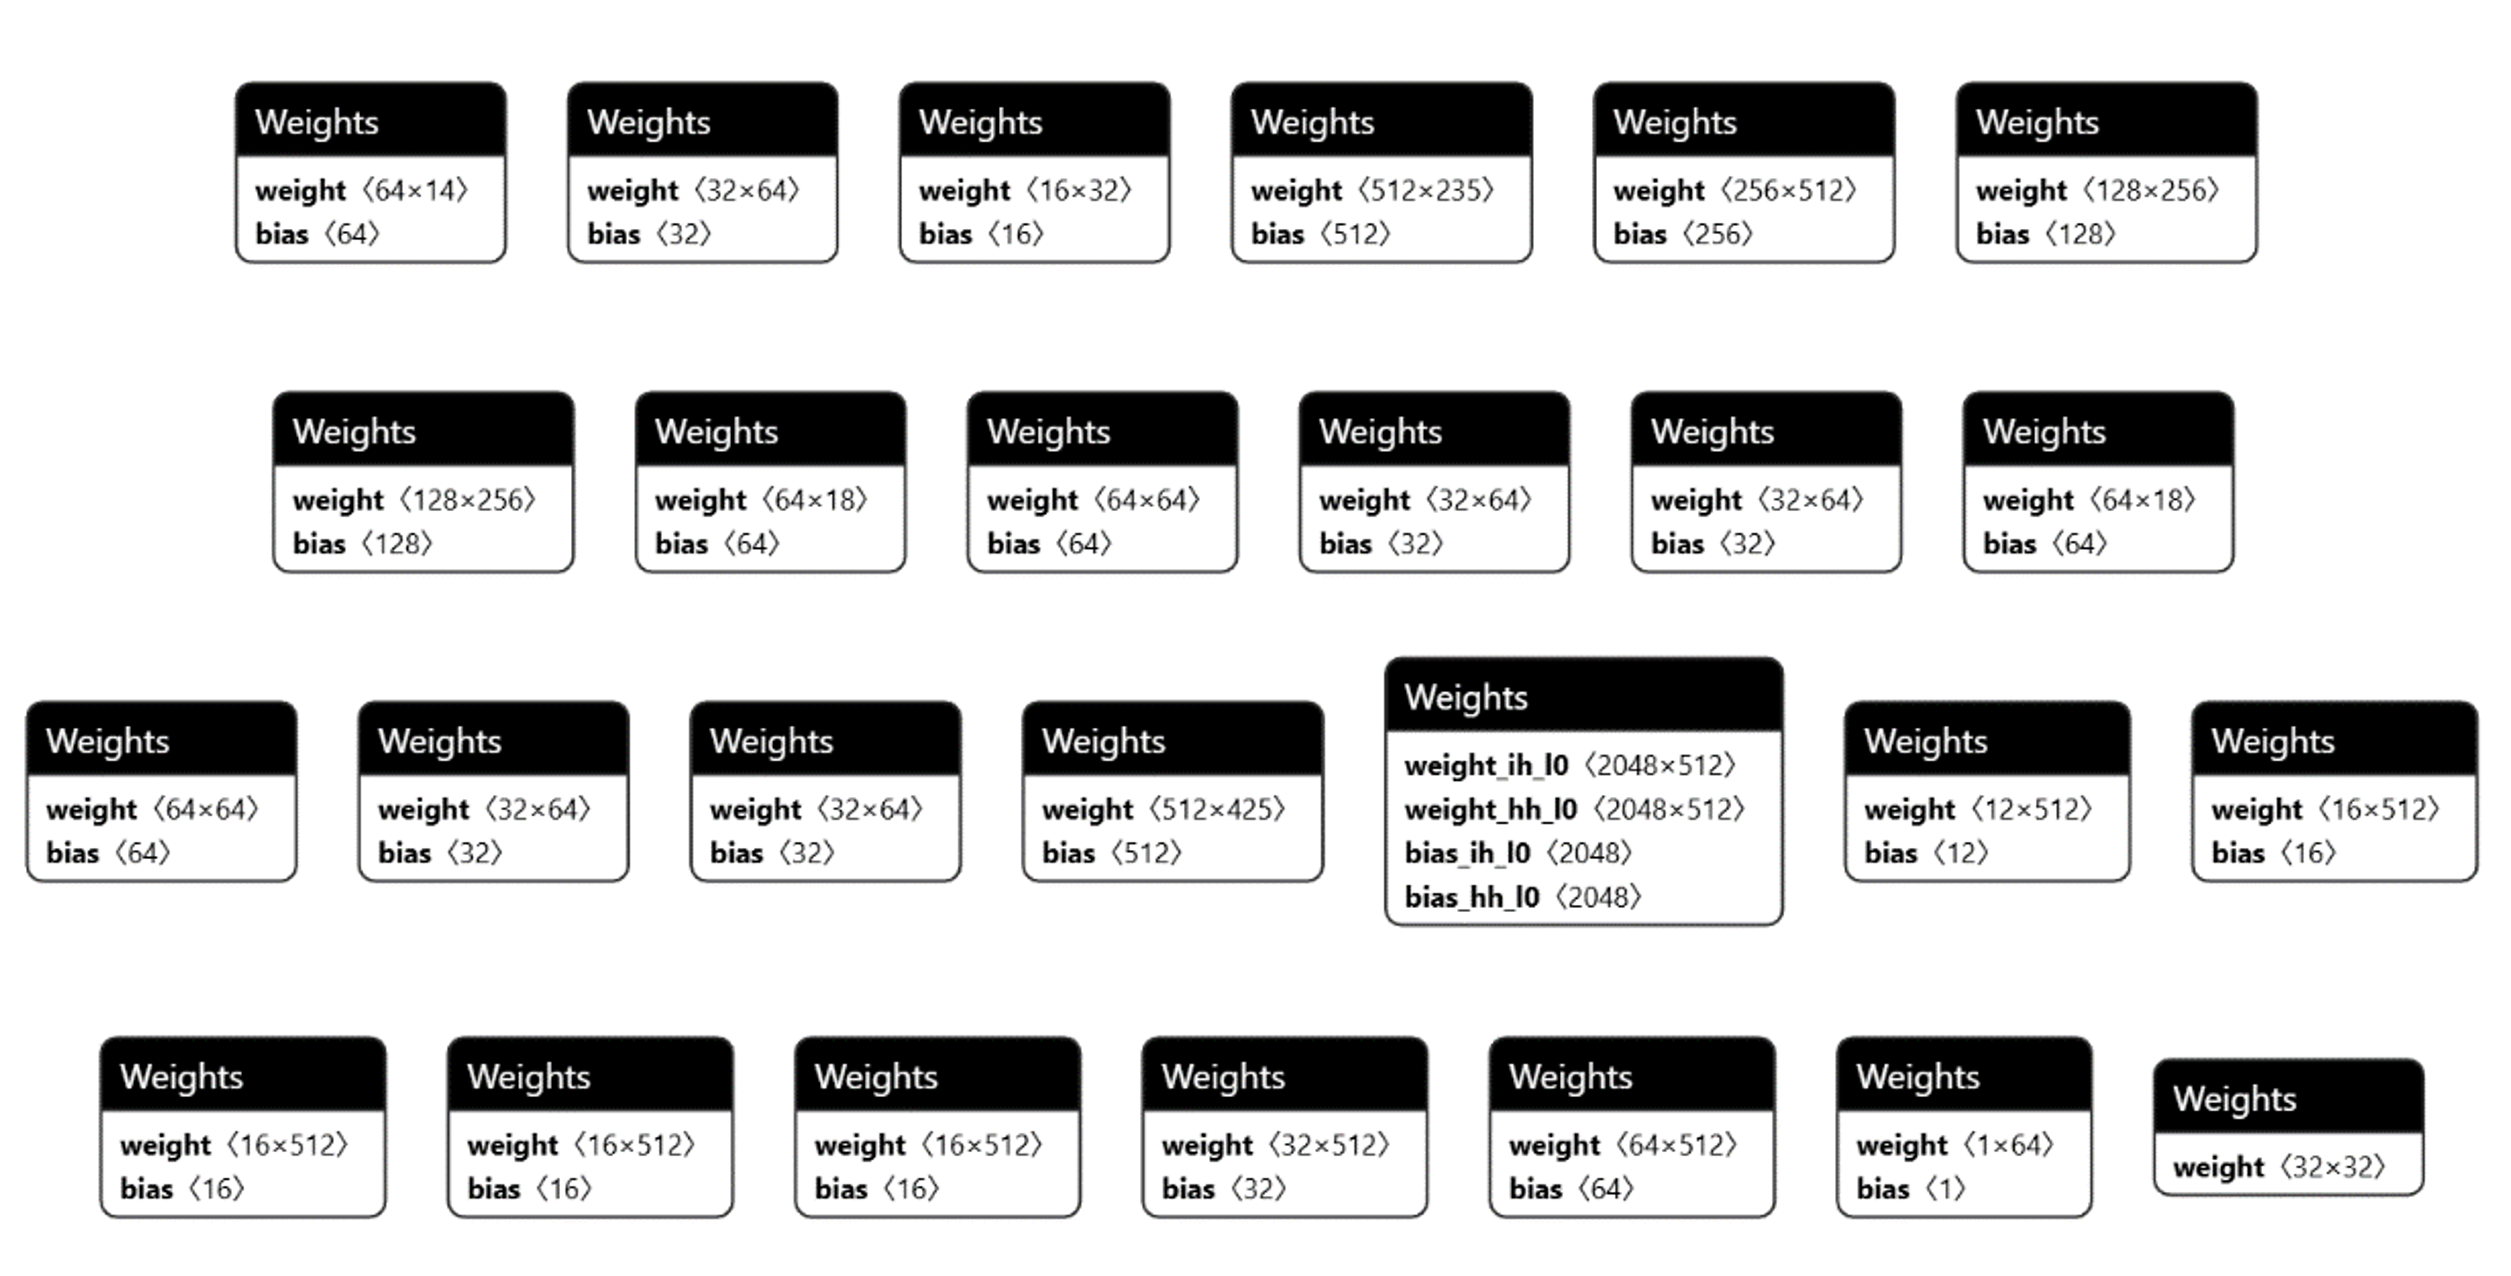 Weights
weight〈64×14〉
bias〈64〉
Weights
weight〈32×64〉
bias〈32〉
Weights
weight〈16×32〉
bias〈16〉
Weights
weight〈512×235〉
bias〈512〉
Weights
weight〈256×512〉
bias〈256〉
Weights
weight〈128×256〉
bias〈128〉
Weights
weight〈128×256〉
bias〈128〉
Weights
weight〈64×18〉
bias〈64〉
Weights
weight〈64×64〉
bias〈64〉
Weights
weight〈32×64〉
bias〈32〉
Weights
weight〈32×64〉
bias〈32〉
Weights
weight〈64×18〉
bias〈64〉
Weights
weight〈64×64〉
bias〈64〉
Weights
weight〈32×64〉
bias〈32〉
Weights
weight〈32×64〉
bias〈32〉
Weights
weight〈512×425〉
bias〈512〉
Weights
weight_ih_l0〈2048×512〉
weight_hh_l0〈2048×512〉
bias_ih_l0〈2048〉
bias_hh_l0〈2048〉
Weights
weight〈12×512〉
bias〈12〉
Weights
weight〈16×512〉
bias〈16〉
Weights
weight〈16×512〉
bias〈16〉
Weights
weight〈16×512〉
bias〈16〉
Weights
weight〈16×512〉
bias〈16〉
Weights
weight〈32×512〉
bias〈32〉
Weights
weight〈64×512〉
bias〈64〉
Weights
weight〈1×64〉
bias〈1〉
Weights
weight〈32×32〉